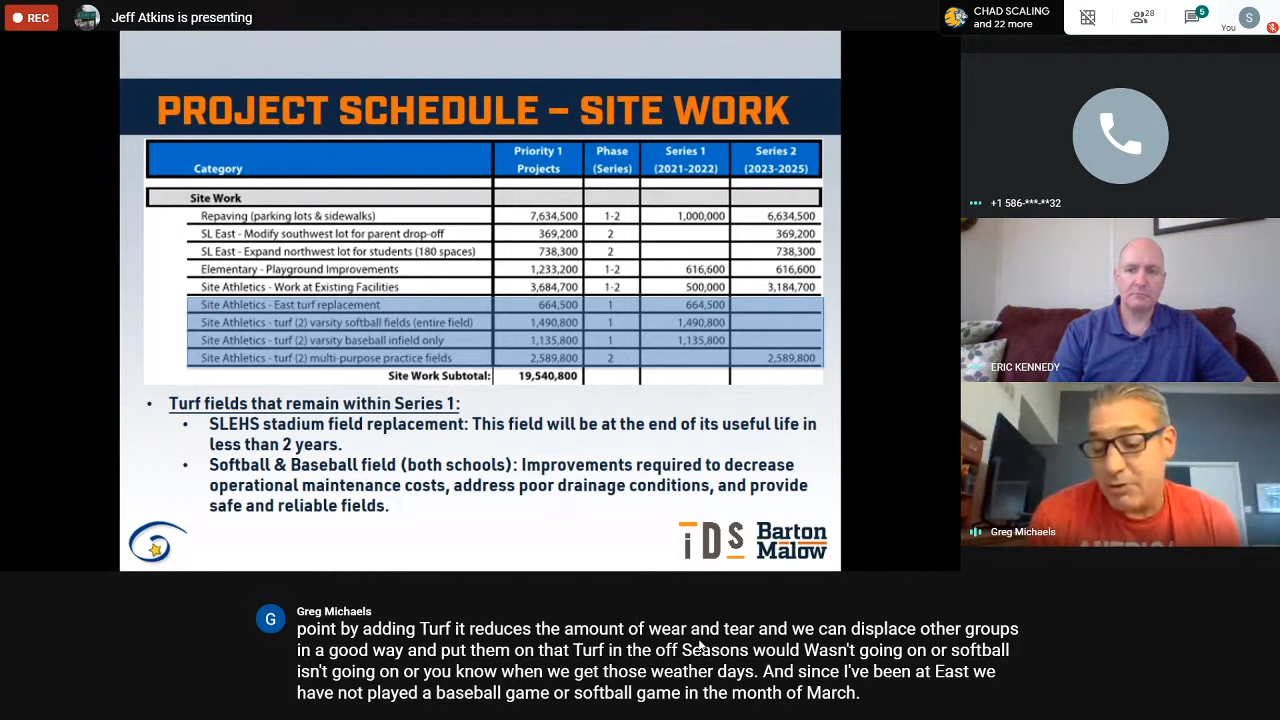 REC
Jeff Atkins is presenting
CHAD SCALING
and 22 more
28
5
S
You
PROJECT SCHEDULE – SITE WORK
Category Priority 1 Projects Phase (Series) Series 1 (2021-2022) Series 2 (2023-2025)
Site Work
Repaving (parking lots & sidewalks) 7,634,500 1-2 1,000,000 6,634,500
SL East - Modify southwest lot for parent drop-off 369,200 2 369,200
SL East - Expand northwest lot for students (180 spaces) 738,300 2 738,300
Elementary - Playground Improvements 1,233,200 1-2 616,600 616,600
Site Athletics - Work at Existing Facilities 3,684,700 1-2 500,000 3,184,700
Site Athletics - East turf replacement 664,500 1 664,500
Site Athletics - turf (2) varsity softball fields (entire field) 1,490,800 1 1,490,800
Site Athletics - turf (2) varsity baseball infield only 1,135,800 1 1,135,800
Site Athletics - turf (2) multi-purpose practice fields 2,589,800 2 2,589,800
Site Work Subtotal: 19,540,800
• Turf fields that remain within Series 1:
• SLEHS stadium field replacement: This field will be at the end of its useful life in
less than 2 years.
• Softball & Baseball field (both schools): Improvements required to decrease
operational maintenance costs, address poor drainage conditions, and provide
safe and reliable fields.
iDS
Barton
Malow
+1 586-***-**32
ERIC KENNEDY
Greg Michaels
G
Greg Michaels
point by adding Turf it reduces the amount of wear and tear and we can displace other groups
in a good way and put them on that Turf in the off Seasons would Wasn't going on or softball
isn't going on or you know when we get those weather days. And since I've been at East we
have not played a baseball game or softball game in the month of March.